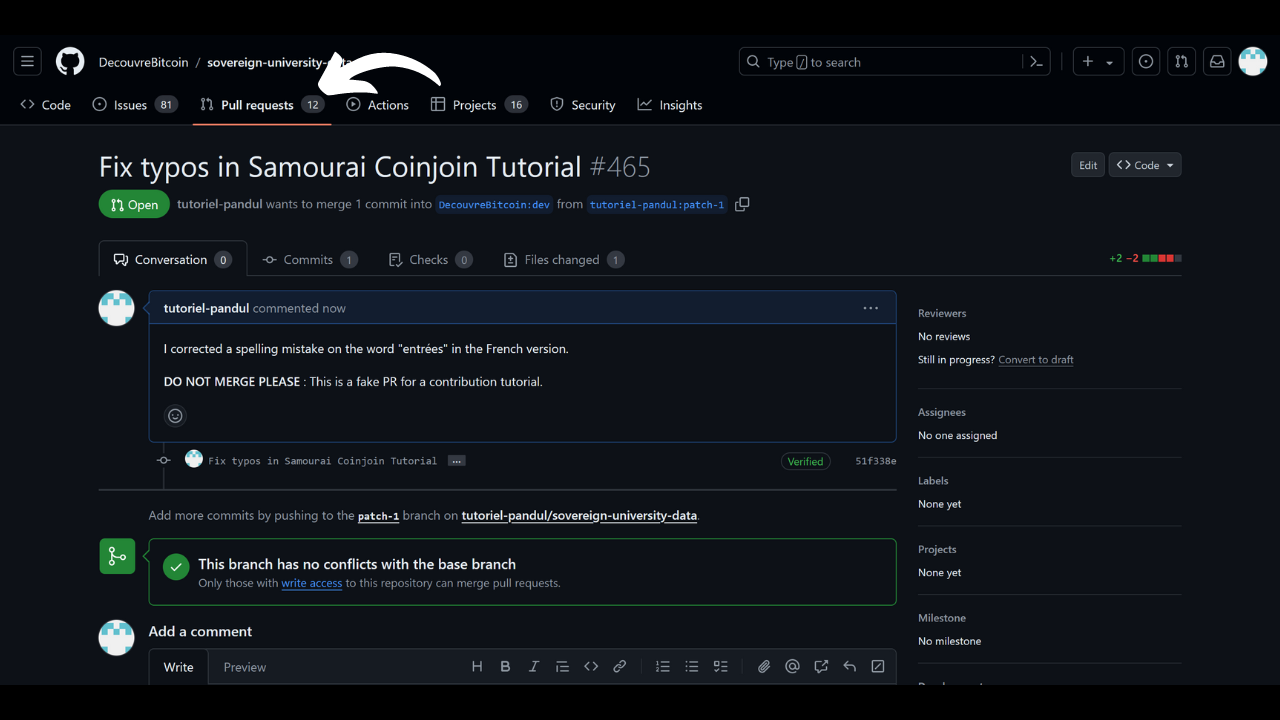 DecouvreBitcoin / sovereign-university-data
Type / to search
Code Issues 81 Pull requests 12 Actions Projects 16 Security Insights
Fix typos in Samourai Coinjoin Tutorial #465
Edit
Code
Open tutoriel-pandul wants to merge 1 commit into DecouvreBitcoin:dev from tutoriel-pandul:patch-1
Conversation 0 Commits 1 Checks 0 Files changed 1
+2 −2
tutoriel-pandul commented now
I corrected a spelling mistake on the word "entrées" in the French version.
DO NOT MERGE PLEASE : This is a fake PR for a contribution tutorial.
Fix typos in Samourai Coinjoin Tutorial ...
Verified 51f338e
Add more commits by pushing to the patch-1 branch on tutoriel-pandul/sovereign-university-data.
This branch has no conflicts with the base branch
Only those with write access to this repository can merge pull requests.
Add a comment
Write Preview
Reviewers
No reviews
Still in progress? Convert to draft
Assignees
No one assigned
Labels
None yet
Projects
None yet
Milestone
No milestone